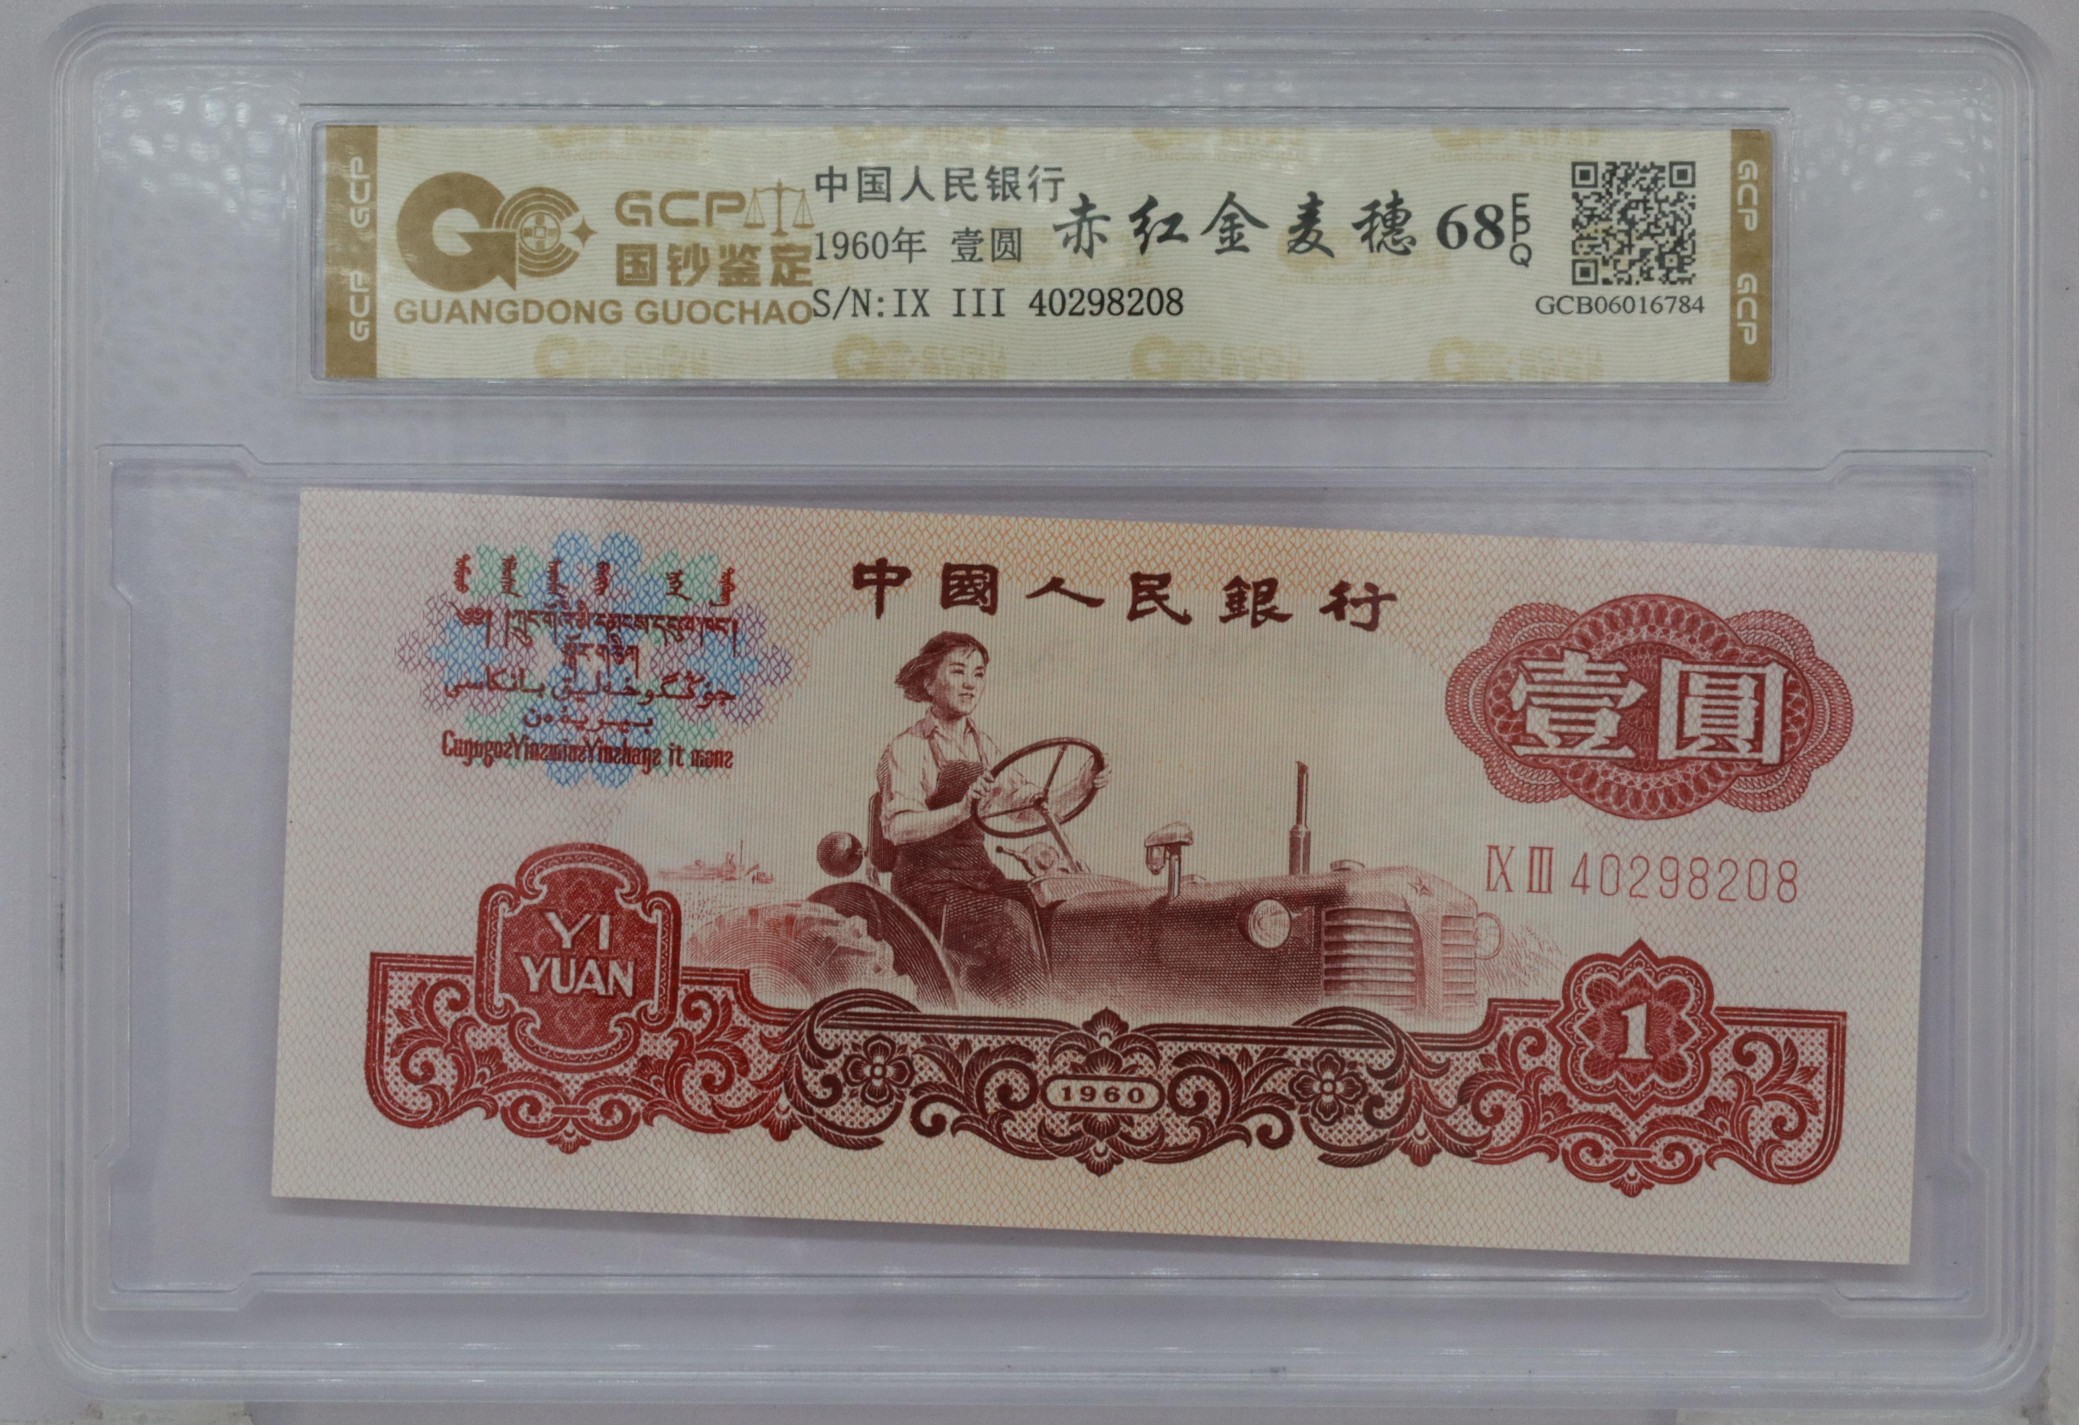 GCP
GCP
GCP 国钞鉴定
GUANGDONG GUOCHAO
中国人民银行
1960年 壹圆
S/N:IX III 40298208
赤红金麦穗 68 EPQ
GCB06016784
GCP
GCP
中國人民銀行
壹圓
IX III 40298208
YI
YUAN
1960
1